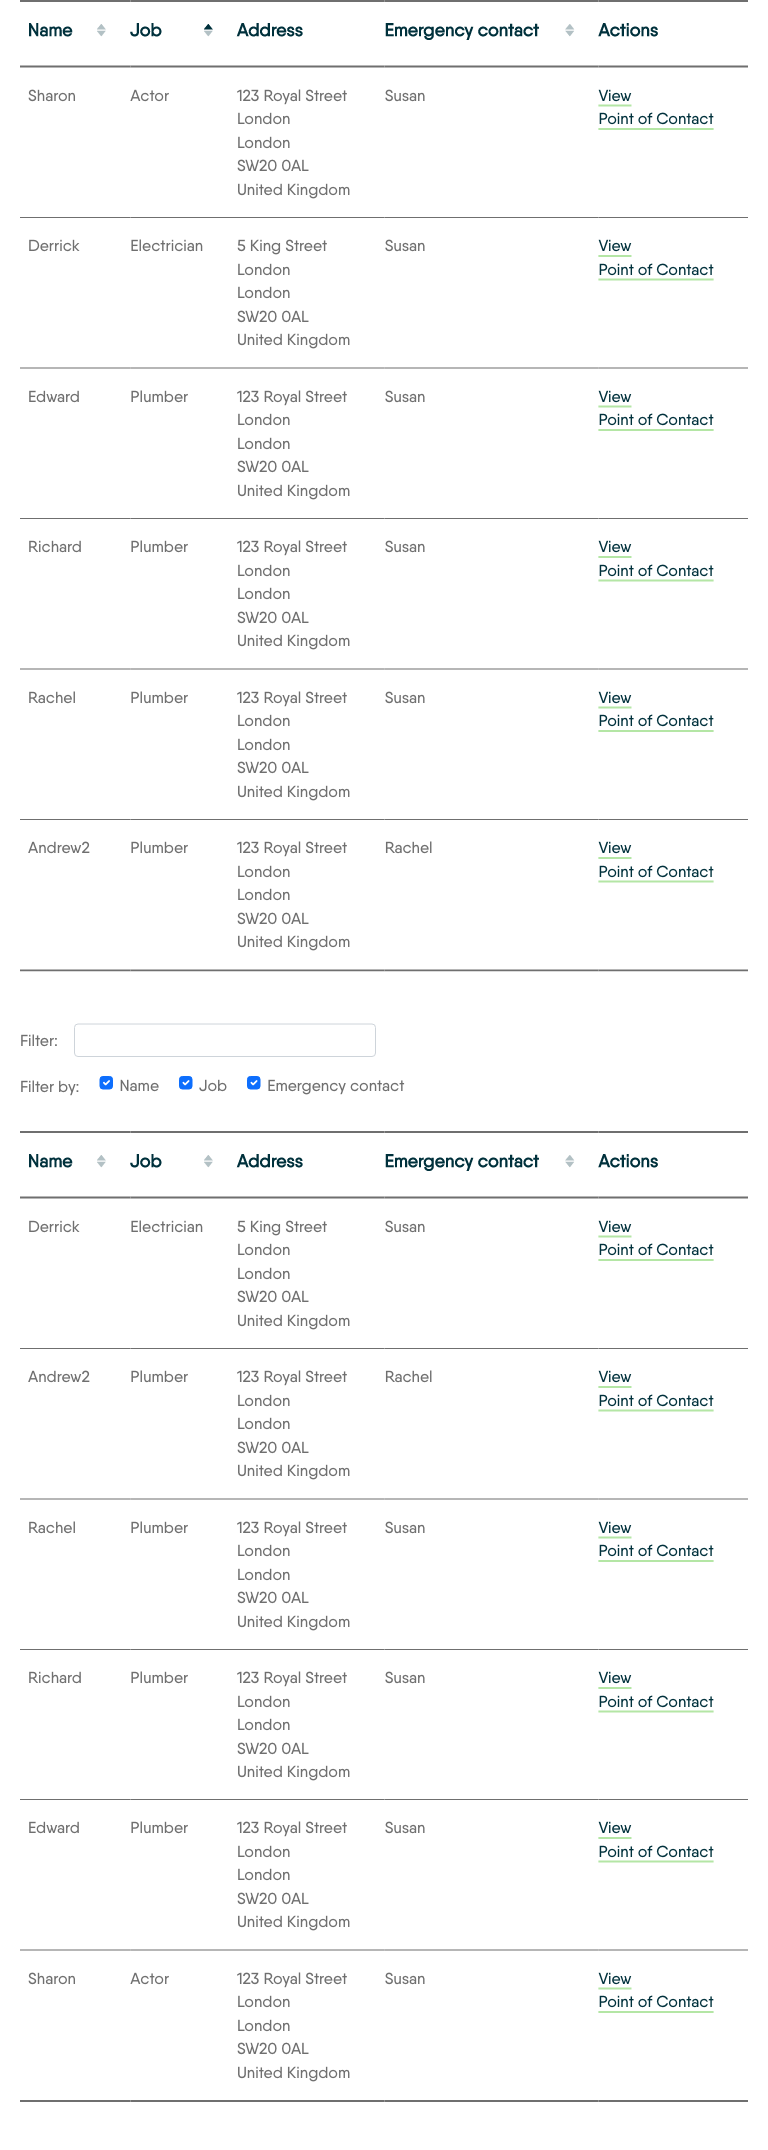 Name Job Address Emergency contact Actions
Sharon Actor 123 Royal Street Susan View
London Point of Contact
London
SW20 0AL
United Kingdom
Derrick Electrician 5 King Street Susan View
London Point of Contact
London
SW20 0AL
United Kingdom
Edward Plumber 123 Royal Street Susan View
London Point of Contact
London
SW20 0AL
United Kingdom
Richard Plumber 123 Royal Street Susan View
London Point of Contact
London
SW20 0AL
United Kingdom
Rachel Plumber 123 Royal Street Susan View
London Point of Contact
London
SW20 0AL
United Kingdom
Andrew2 Plumber 123 Royal Street Rachel View
London Point of Contact
London
SW20 0AL
United Kingdom
Filter:
Filter by: Name Job Emergency contact
Name Job Address Emergency contact Actions
Derrick Electrician 5 King Street Susan View
London Point of Contact
London
SW20 0AL
United Kingdom
Andrew2 Plumber 123 Royal Street Rachel View
London Point of Contact
London
SW20 0AL
United Kingdom
Rachel Plumber 123 Royal Street Susan View
London Point of Contact
London
SW20 0AL
United Kingdom
Richard Plumber 123 Royal Street Susan View
London Point of Contact
London
SW20 0AL
United Kingdom
Edward Plumber 123 Royal Street Susan View
London Point of Contact
London
SW20 0AL
United Kingdom
Sharon Actor 123 Royal Street Susan View
London Point of Contact
London
SW20 0AL
United Kingdom